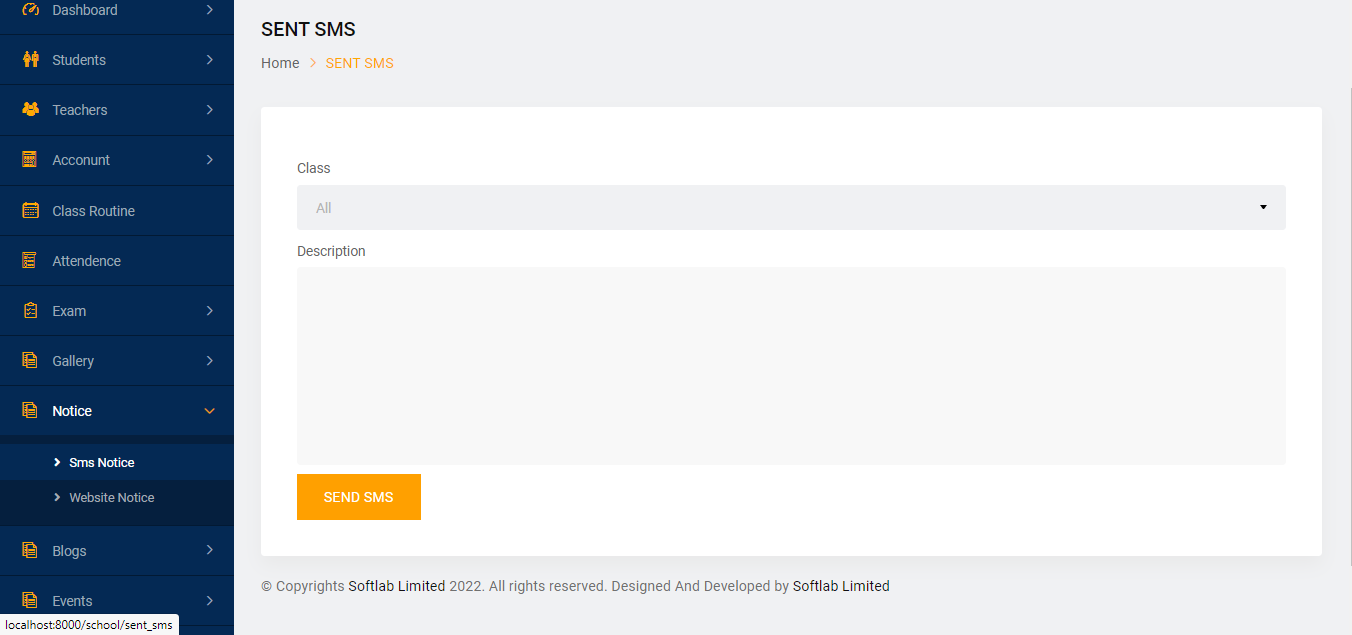 Dashboard
Students
Teachers
Acconunt
Class Routine
Attendence
Exam
Gallery
Notice
Sms Notice
Website Notice
Blogs
Events
localhost:8000/school/sent_sms
SENT SMS
Home > SENT SMS
Class
All
Description
SEND SMS
© Copyrights Softlab Limited 2022. All rights reserved. Designed And Developed by Softlab Limited